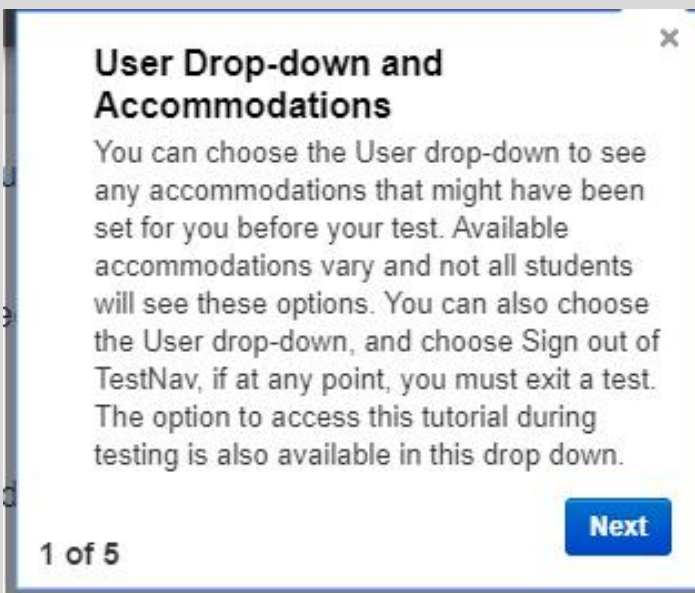 ×
User Drop-down and
Accommodations
You can choose the User drop-down to see
any accommodations that might have been
set for you before your test. Available
accommodations vary and not all students
will see these options. You can also choose
the User drop-down, and choose Sign out of
TestNav, if at any point, you must exit a test.
The option to access this tutorial during
testing is also available in this drop down.
Next
1 of 5